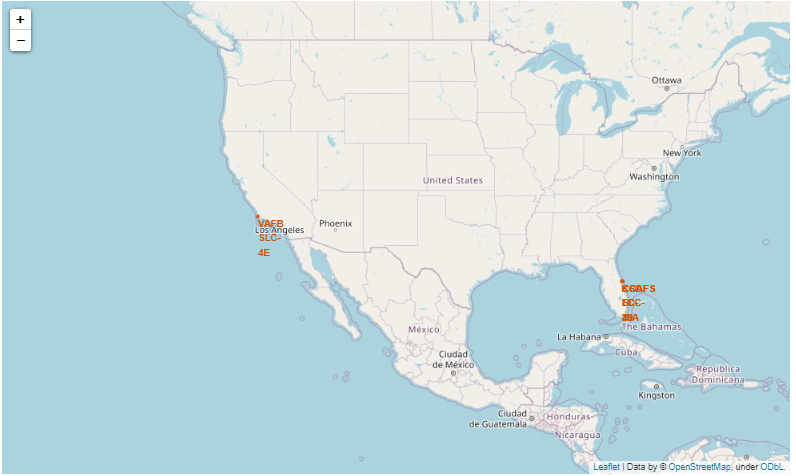 +
−
Ottawa
New York
Washington
United States
VAFB
SLC-
4E
Los Angeles
Phoenix
The Bahamas
México
La Habana
Cuba
Ciudad
de México
República
Dominicana
Kingston
Ciudad
de Guatemala
Honduras
Nicaragua
Leaflet | Data by © OpenStreetMap, under ODbL.